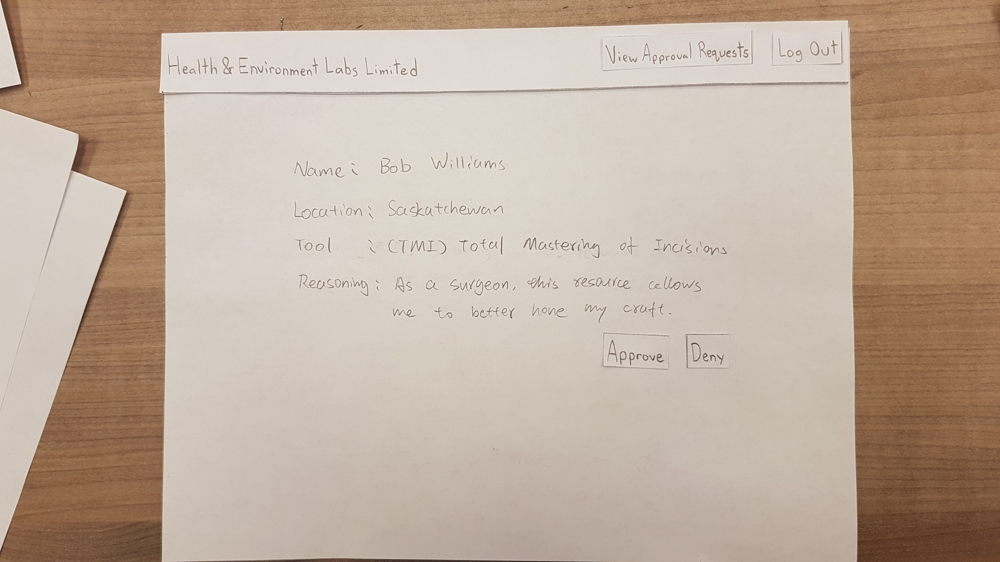 Health & Environment Labs Limited
View Approval Requests
Log Out
Name: Bob Williams
Location: Saskatchewan
Tool : (TMI) Total Mastering of Incisions
Reasoning: As a surgeon, this resource allows
me to better hone my craft.
Approve
Deny